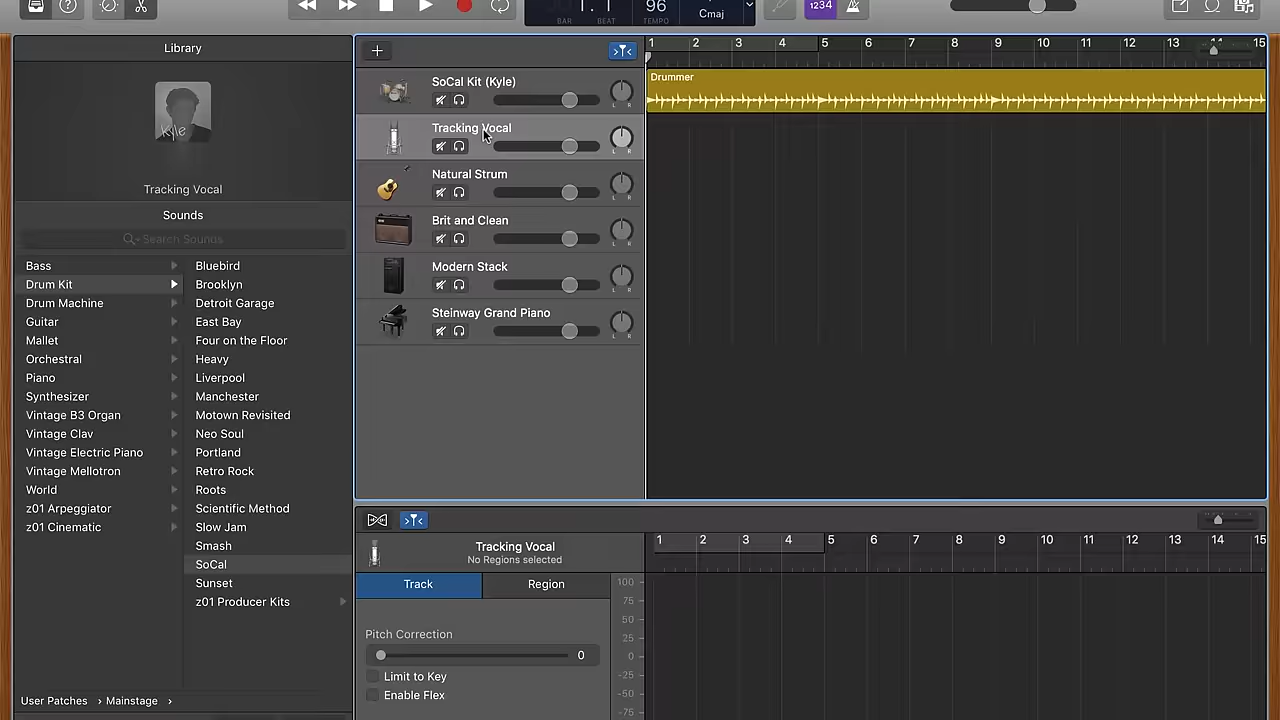 1.1
96
Cmaj
1234
BAR
BEAT
TEMPO
Library
Kyle
Tracking Vocal
Sounds
Search Sounds
Bass
Drum Kit
Drum Machine
Guitar
Mallet
Orchestral
Piano
Synthesizer
Vintage B3 Organ
Vintage Clav
Vintage Electric Piano
Vintage Mellotron
World
z01 Arpeggiator
z01 Cinematic
Bluebird
Brooklyn
Detroit Garage
East Bay
Four on the Floor
Heavy
Liverpool
Manchester
Motown Revisited
Neo Soul
Portland
Retro Rock
Roots
Scientific Method
Slow Jam
Smash
SoCal
Sunset
z01 Producer Kits
User Patches › Mainstage ›
1 2 3 4 5 6 7 8 9 10 11 12 13 14 15
SoCal Kit (Kyle)
L R
Tracking Vocal
L R
Natural Strum
L R
Brit and Clean
L R
Modern Stack
L R
Steinway Grand Piano
L R
Drummer
Tracking Vocal
No Regions selected
Track
Region
Pitch Correction
0
Limit to Key
Enable Flex
1 2 3 4 5 6 7 8 9 10 11 12 13 14 15
100
75
50
25
0
-25
-50
-75